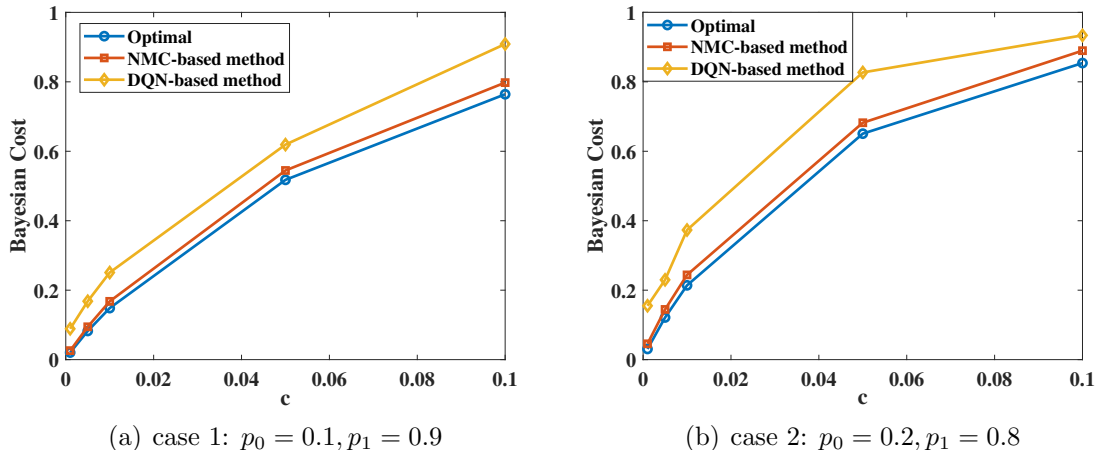 1
0.8
0.6
0.4
0.2
0
Bayesian Cost
Optimal
NMC-based method
DQN-based method
0 0.02 0.04 0.06 0.08 0.1
c
(a) case 1: p₀ = 0.1, p₁ = 0.9
1
0.8
0.6
0.4
0.2
0
Bayesian Cost
Optimal
NMC-based method
DQN-based method
0 0.02 0.04 0.06 0.08 0.1
c
(b) case 2: p₀ = 0.2, p₁ = 0.8